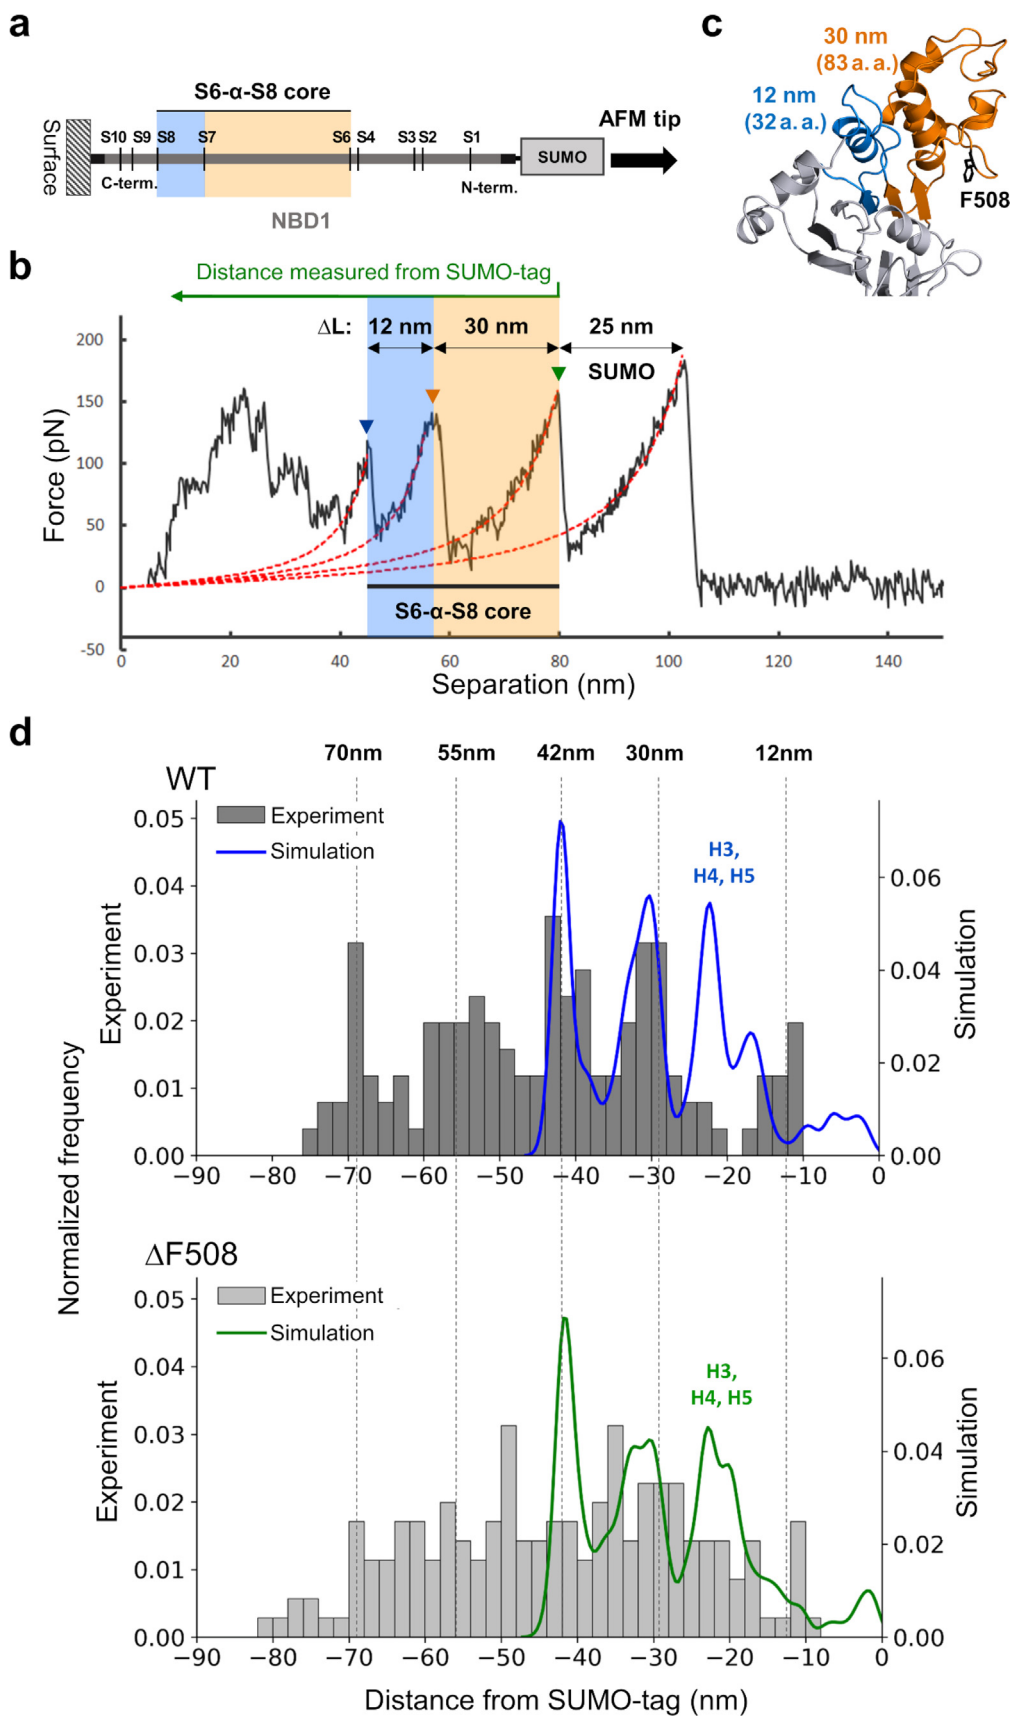 a
S6-α-S8 core
AFM tip
Surface
S10 S9 S8 S7 S6 S4 S3 S2 S1
SUMO
C-term.
N-term.
NBD1
c
30 nm
(83 a. a.)
12 nm
(32 a. a.)
F508
b
Distance measured from SUMO-tag
ΔL: 12 nm 30 nm 25 nm
SUMO
Force (pN)
200
150
100
50
0
-50
S6-α-S8 core
0 20 40 60 80 100 120 140
Separation (nm)
d
70nm 55nm 42nm 30nm 12nm
WT
Experiment
Simulation
H3,
H4, H5
Normalized frequency
Experiment
0.05
0.04
0.03
0.02
0.01
0.00
Simulation
0.06
0.04
0.02
0.00
−90 −80 −70 −60 −50 −40 −30 −20 −10 0
ΔF508
Experiment
Simulation
H3,
H4, H5
Experiment
0.05
0.04
0.03
0.02
0.01
0.00
Simulation
0.06
0.04
0.02
0.00
−90 −80 −70 −60 −50 −40 −30 −20 −10 0
Distance from SUMO-tag (nm)